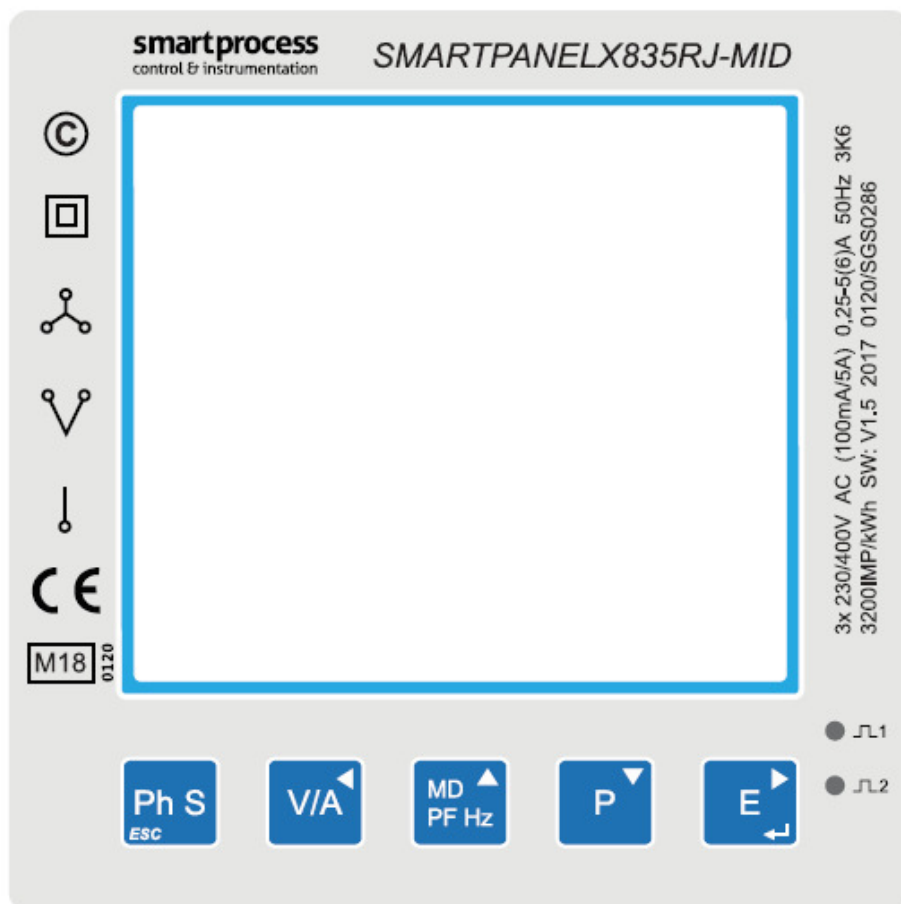 smartprocess
control & instrumentation
SMARTPANELX835RJ-MID
©
CE
M18
0120
3x 230/400V AC (100mA/5A) 0,25-5(6)A 50Hz 3K6
3200IMP/kWh SW: V1.5 2017 0120/SGS0286
1
2
Ph S
ESC
V/A
MD
PF Hz
P
E